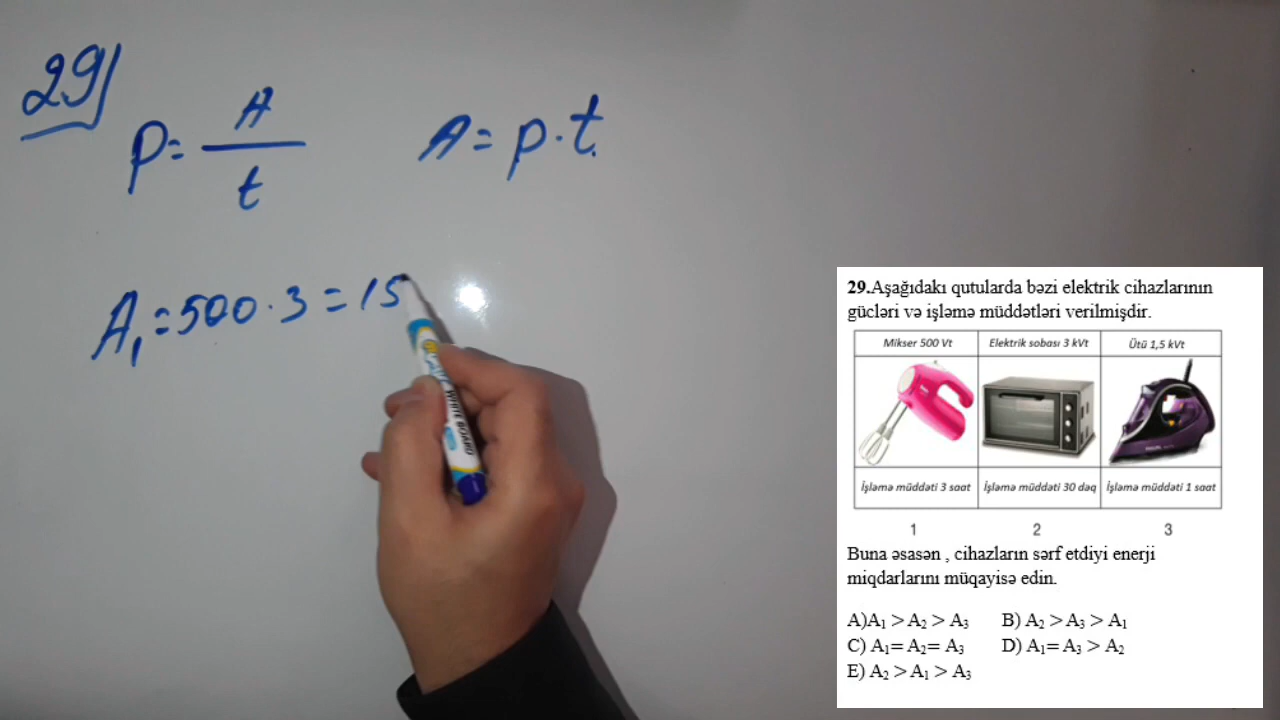 29
P = A / t
A = p · t.
A₁ = 500 · 3 = 15
WHITE BOARD
29.Aşağıdakı qutularda bəzi elektrik cihazlarının
gücləri və işləmə müddətləri verilmişdir.
Mikser 500 Vt
Elektrik sobası 3 kVt
Ütü 1,5 kVt
İşləmə müddəti 3 saat
İşləmə müddəti 30 dəq
İşləmə müddəti 1 saat
1
2
3
Buna əsasən , cihazların sərf etdiyi enerji
miqdarlarını müqayisə edin.
A)A₁ > A₂ > A₃ B) A₂ > A₃ > A₁
C) A₁= A₂= A₃ D) A₁= A₃ > A₂
E) A₂ > A₁ > A₃